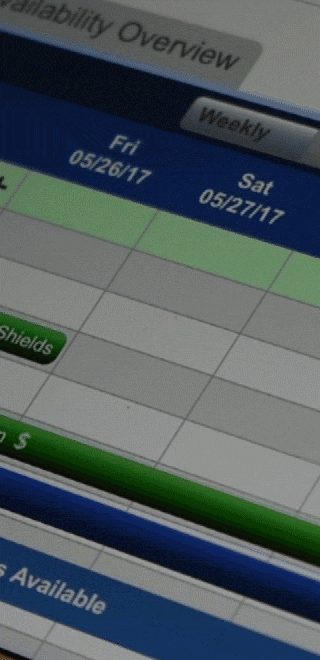 Availability Overview
Weekly
Fri
05/26/17
Sat
05/27/17
Shields
$
Available